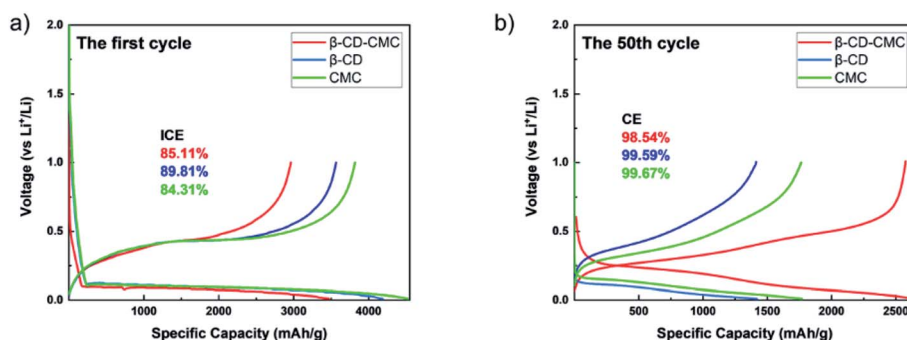 a)
The first cycle
β-CD-CMC
β-CD
CMC
ICE
85.11%
89.81%
84.31%
Voltage (vs Li⁺/Li)
2.0
1.5
1.0
0.5
0.0
1000 2000 3000 4000
Specific Capacity (mAh/g)
b)
The 50th cycle
β-CD-CMC
β-CD
CMC
CE
98.54%
99.59%
99.67%
Voltage (vs Li⁺/Li)
2.0
1.5
1.0
0.5
0.0
500 1000 1500 2000 2500
Specific Capacity (mAh/g)